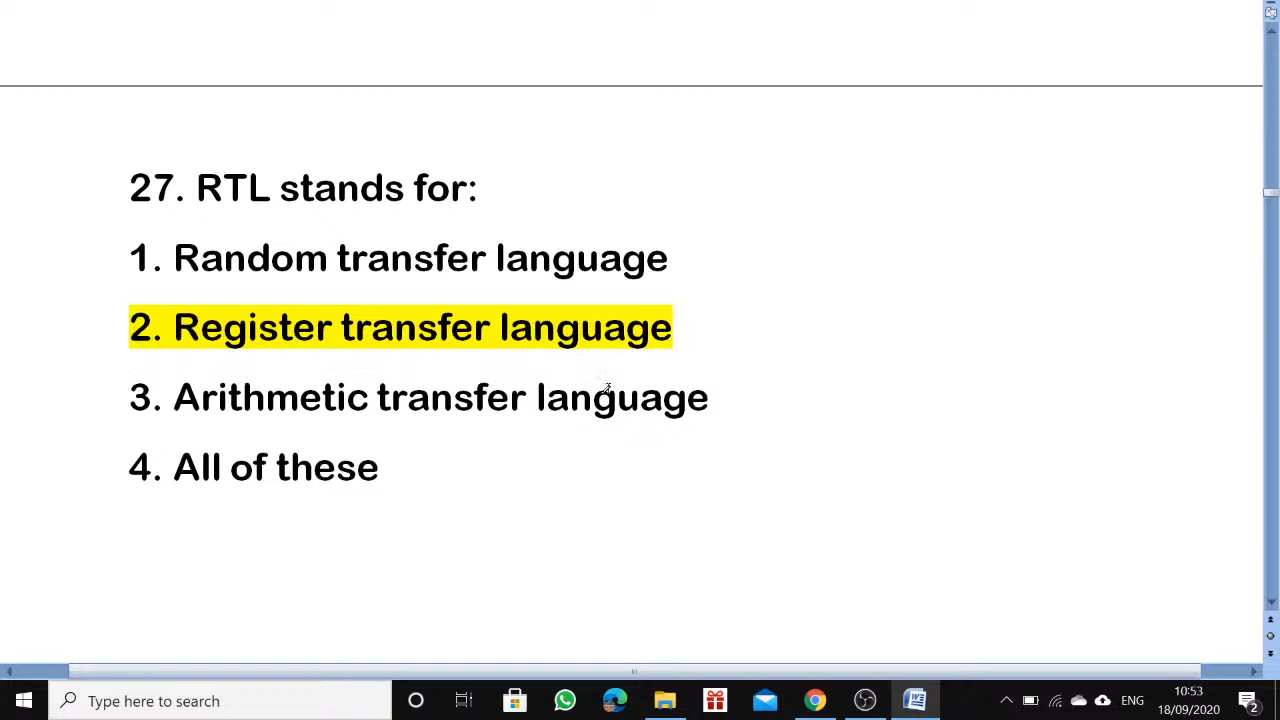 27. RTL stands for:
1. Random transfer language
2. Register transfer language
3. Arithmetic transfer language
4. All of these
Type here to search
ENG
10:53
18/09/2020
2